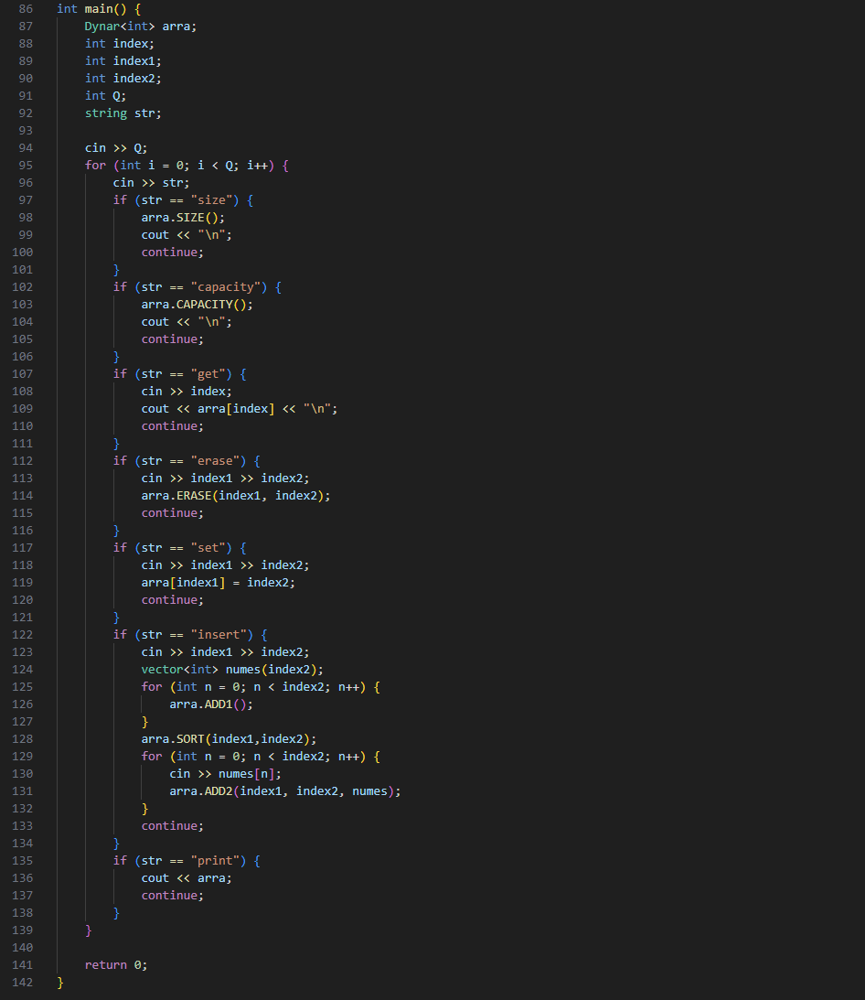 86 int main() {
87 Dynar<int> arra;
88 int index;
89 int index1;
90 int index2;
91 int Q;
92 string str;
93
94 cin >> Q;
95 for (int i = 0; i < Q; i++) {
96 cin >> str;
97 if (str == "size") {
98 arra.SIZE();
99 cout << "\n";
100 continue;
101 }
102 if (str == "capacity") {
103 arra.CAPACITY();
104 cout << "\n";
105 continue;
106 }
107 if (str == "get") {
108 cin >> index;
109 cout << arra[index] << "\n";
110 continue;
111 }
112 if (str == "erase") {
113 cin >> index1 >> index2;
114 arra.ERASE(index1, index2);
115 continue;
116 }
117 if (str == "set") {
118 cin >> index1 >> index2;
119 arra[index1] = index2;
120 continue;
121 }
122 if (str == "insert") {
123 cin >> index1 >> index2;
124 vector<int> numes(index2);
125 for (int n = 0; n < index2; n++) {
126 arra.ADD1();
127 }
128 arra.SORT(index1,index2);
129 for (int n = 0; n < index2; n++) {
130 cin >> numes[n];
131 arra.ADD2(index1, index2, numes);
132 }
133 continue;
134 }
135 if (str == "print") {
136 cout << arra;
137 continue;
138 }
139 }
140
141 return 0;
142 }